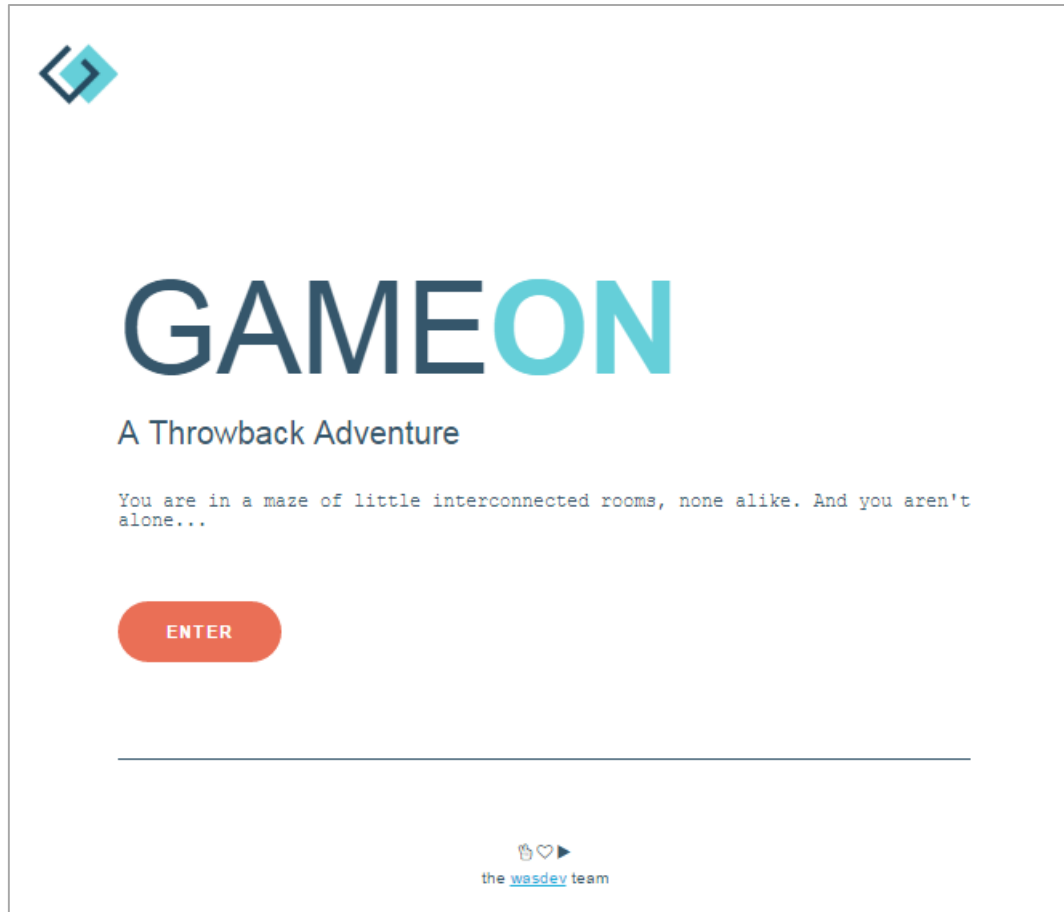 GAMEON
A Throwback Adventure
You are in a maze of little interconnected rooms, none alike. And you aren't
alone...
ENTER
the wasdev team